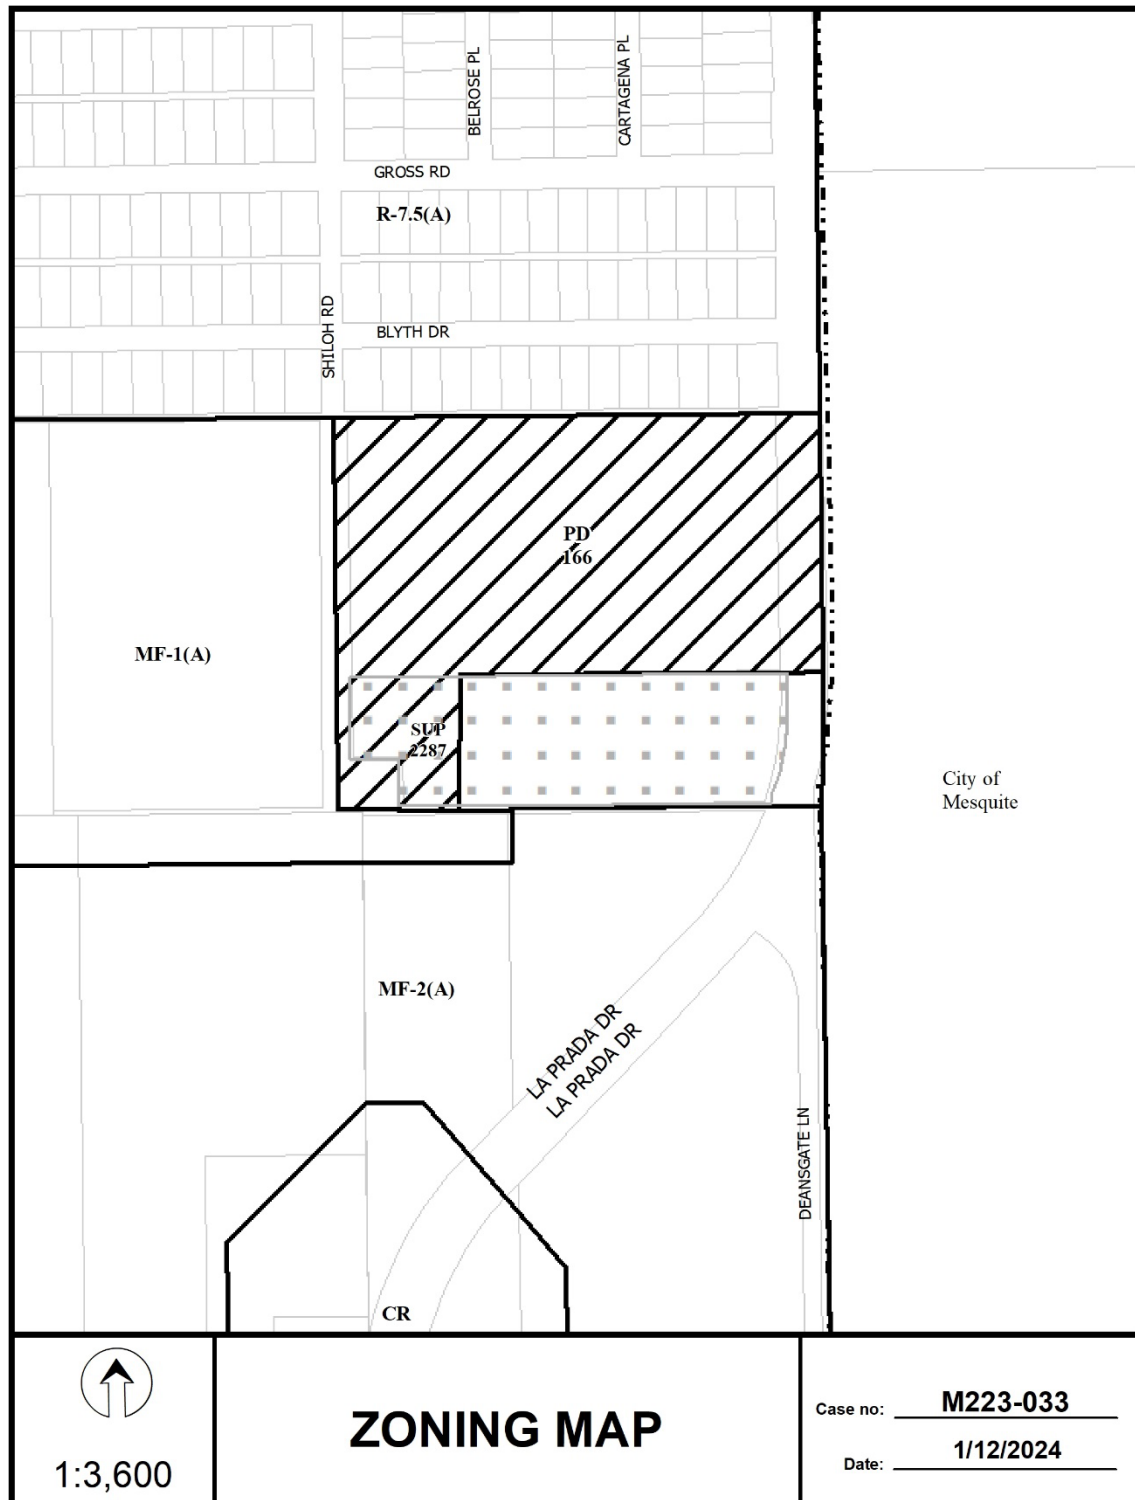 BELROSE PL
CARTAGENA PL
GROSS RD
R-7.5(A)
SHILOH RD
BLYTH DR
PD
166
MF-1(A)
SUP
2287
City of
Mesquite
MF-2(A)
LA PRADA DR
LA PRADA DR
DEANSGATE LN
CR
1:3,600
ZONING MAP
Case no: M223-033
Date: 1/12/2024